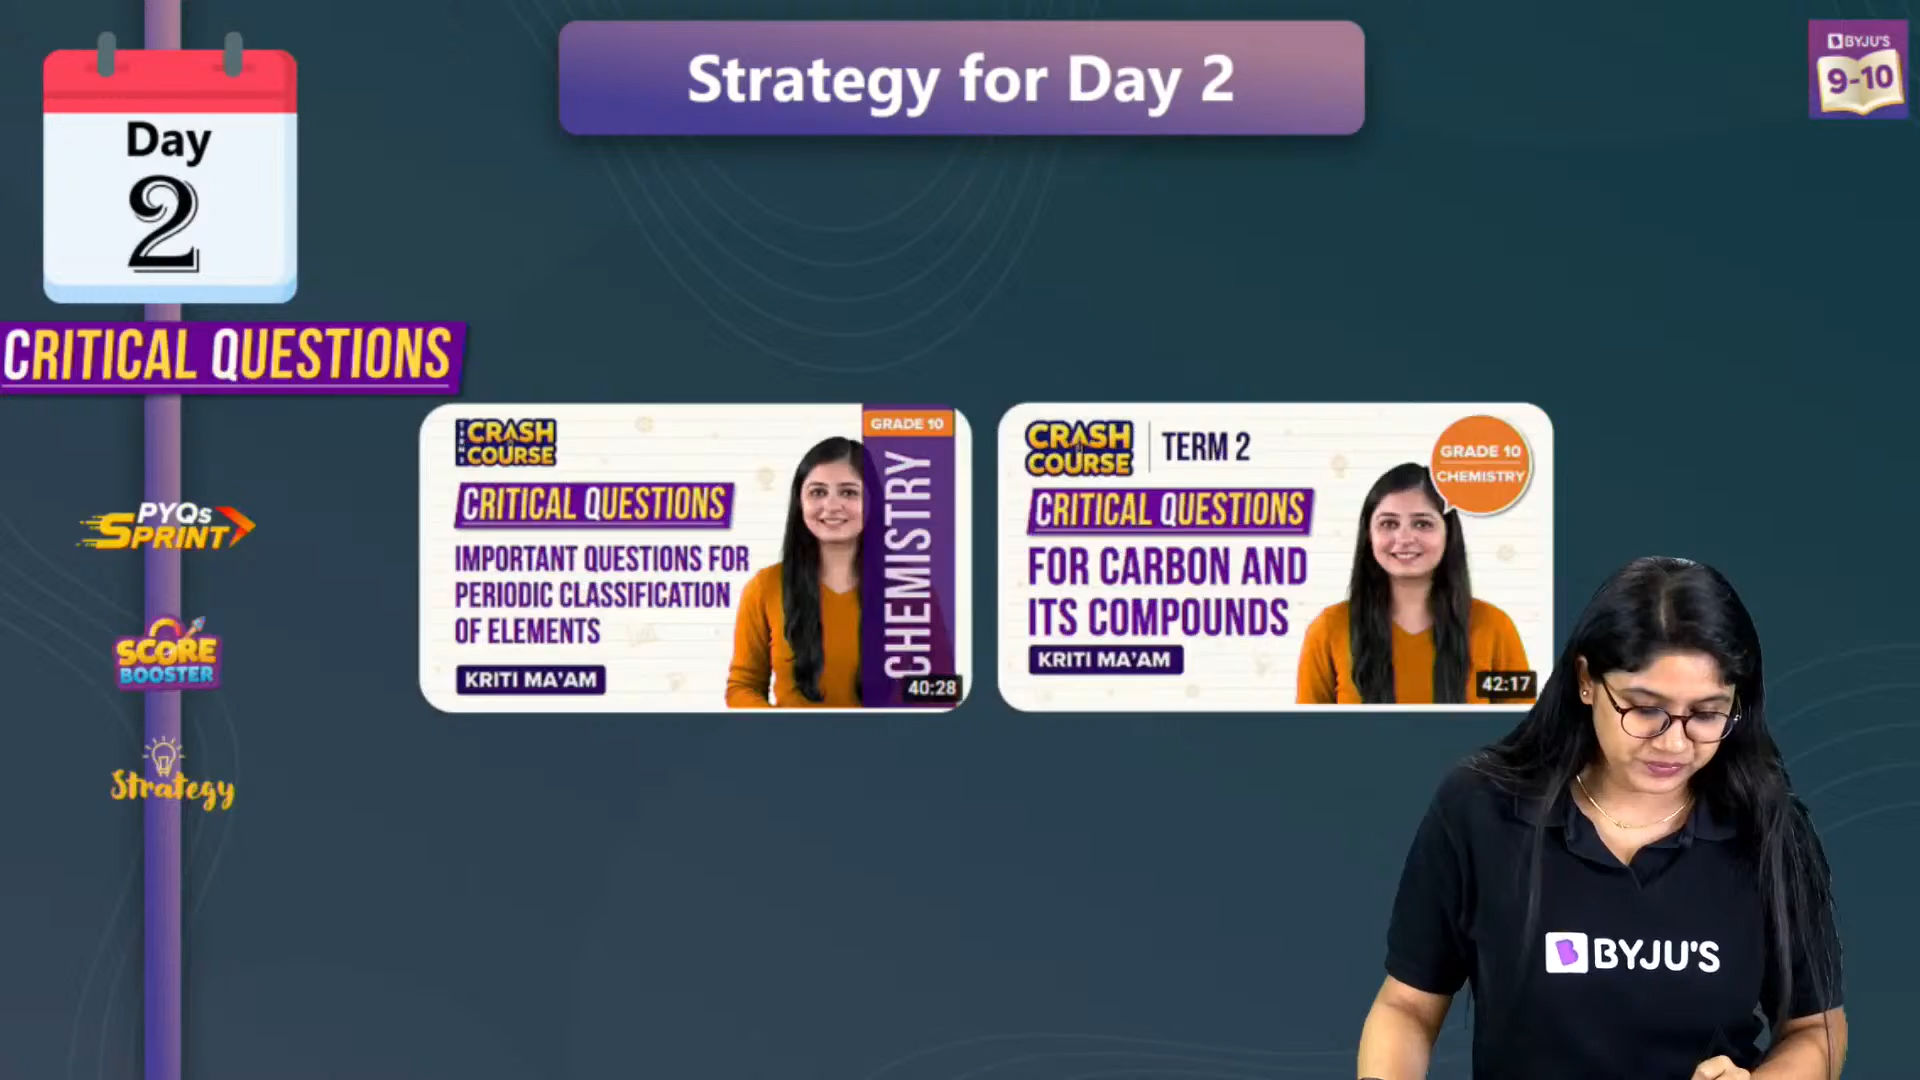 Strategy for Day 2
BYJU'S
9-10
Day
2
CRITICAL QUESTIONS
PYQs
SPRINT
SCORE
BOOSTER
Strategy
CRASH
COURSE
GRADE 10
CRITICAL QUESTIONS
IMPORTANT QUESTIONS FOR
PERIODIC CLASSIFICATION
OF ELEMENTS
KRITI MA'AM
CHEMISTRY
40:28
CRASH
COURSE
TERM 2
GRADE 10
CHEMISTRY
CRITICAL QUESTIONS
FOR CARBON AND
ITS COMPOUNDS
KRITI MA'AM
42:17
BYJU'S